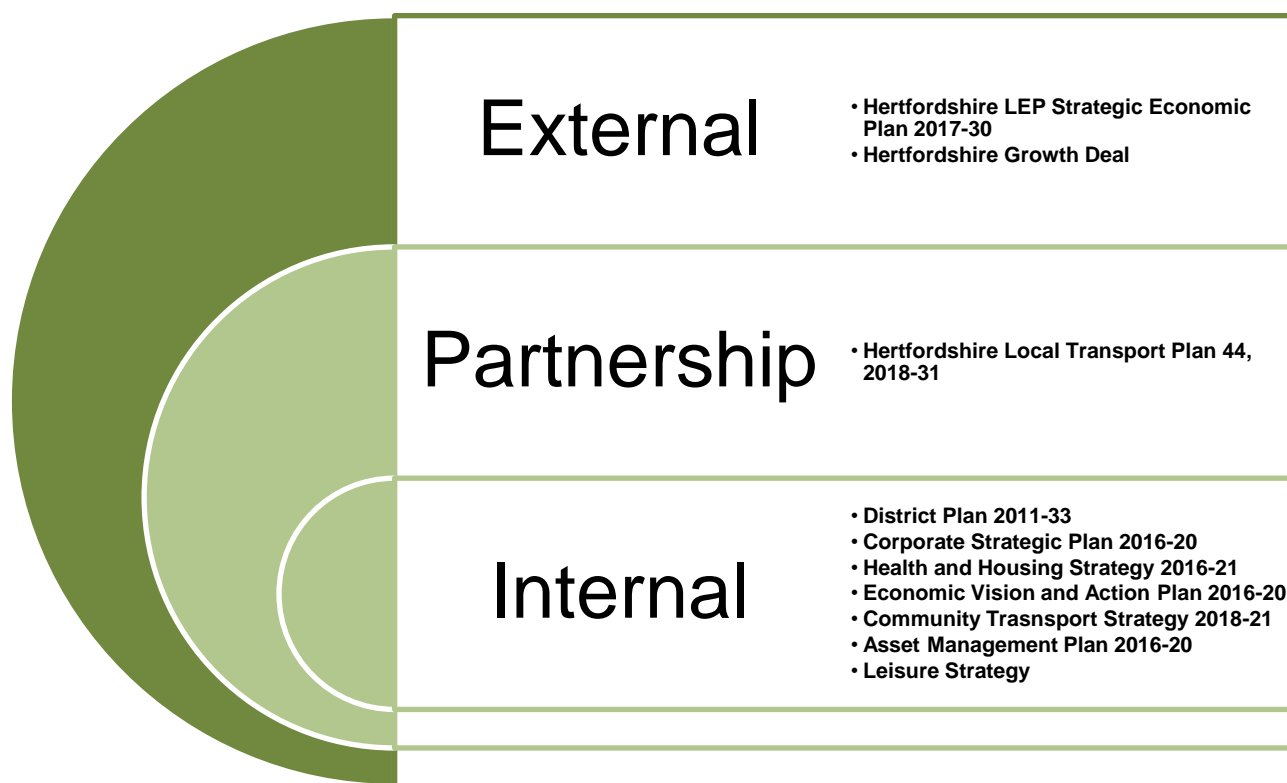 External
• Hertfordshire LEP Strategic Economic
Plan 2017-30
• Hertfordshire Growth Deal
Partnership
• Hertfordshire Local Transport Plan 44,
2018-31
Internal
• District Plan 2011-33
• Corporate Strategic Plan 2016-20
• Health and Housing Strategy 2016-21
• Economic Vision and Action Plan 2016-20
• Community Trasnsport Strategy 2018-21
• Asset Management Plan 2016-20
• Leisure Strategy